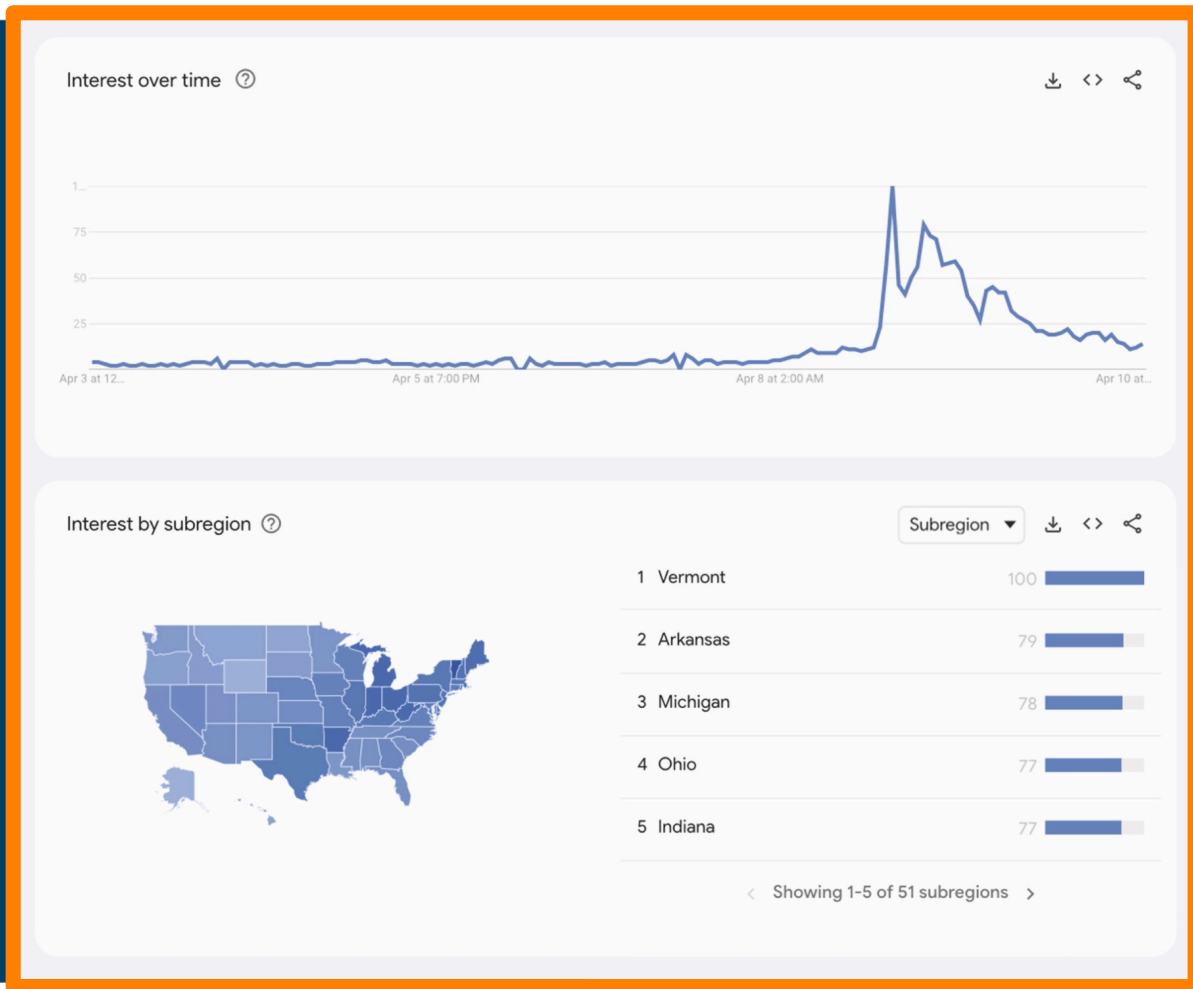 Interest over time
1...
75
50
25
Apr 3 at 12...
Apr 5 at 7:00 PM
Apr 8 at 2:00 AM
Apr 10 at...
Interest by subregion
Subregion
1 Vermont 100
2 Arkansas 79
3 Michigan 78
4 Ohio 77
5 Indiana 77
Showing 1-5 of 51 subregions